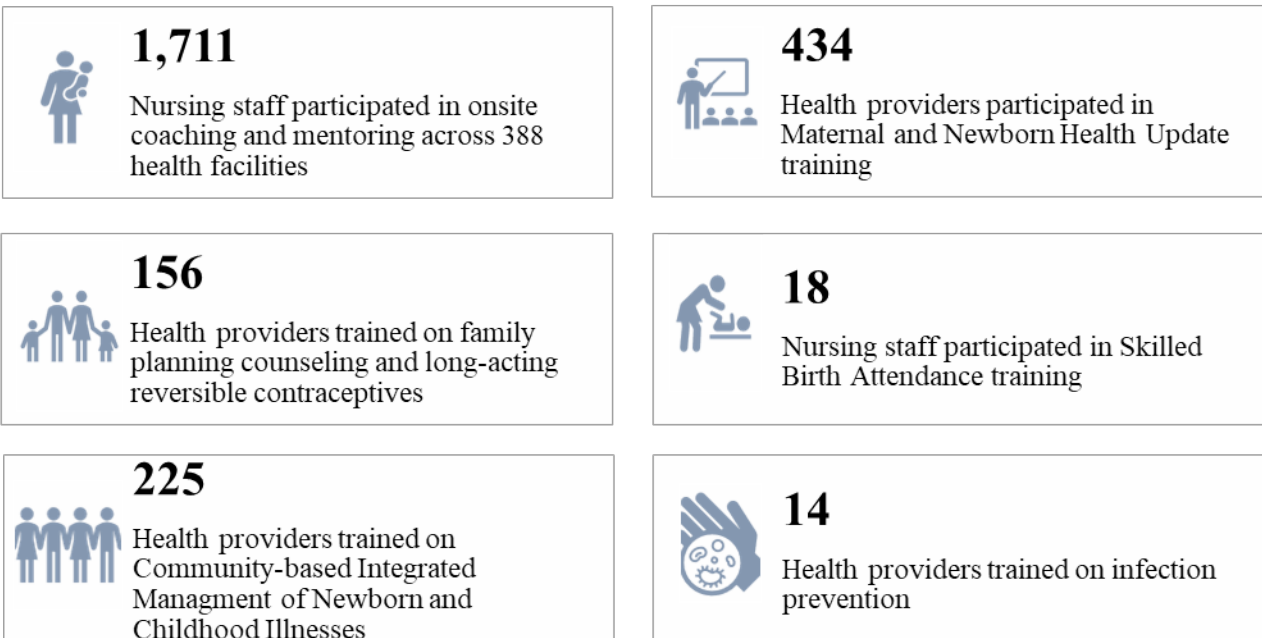 1,711
Nursing staff participated in onsite
coaching and mentoring across 388
health facilities
434
Health providers participated in
Maternal and Newborn Health Update
training
156
Health providers trained on family
planning counseling and long-acting
reversible contraceptives
18
Nursing staff participated in Skilled
Birth Attendance training
225
Health providers trained on
Community-based Integrated
Managment of Newborn and
Childhood Illnesses
14
Health providers trained on infection
prevention